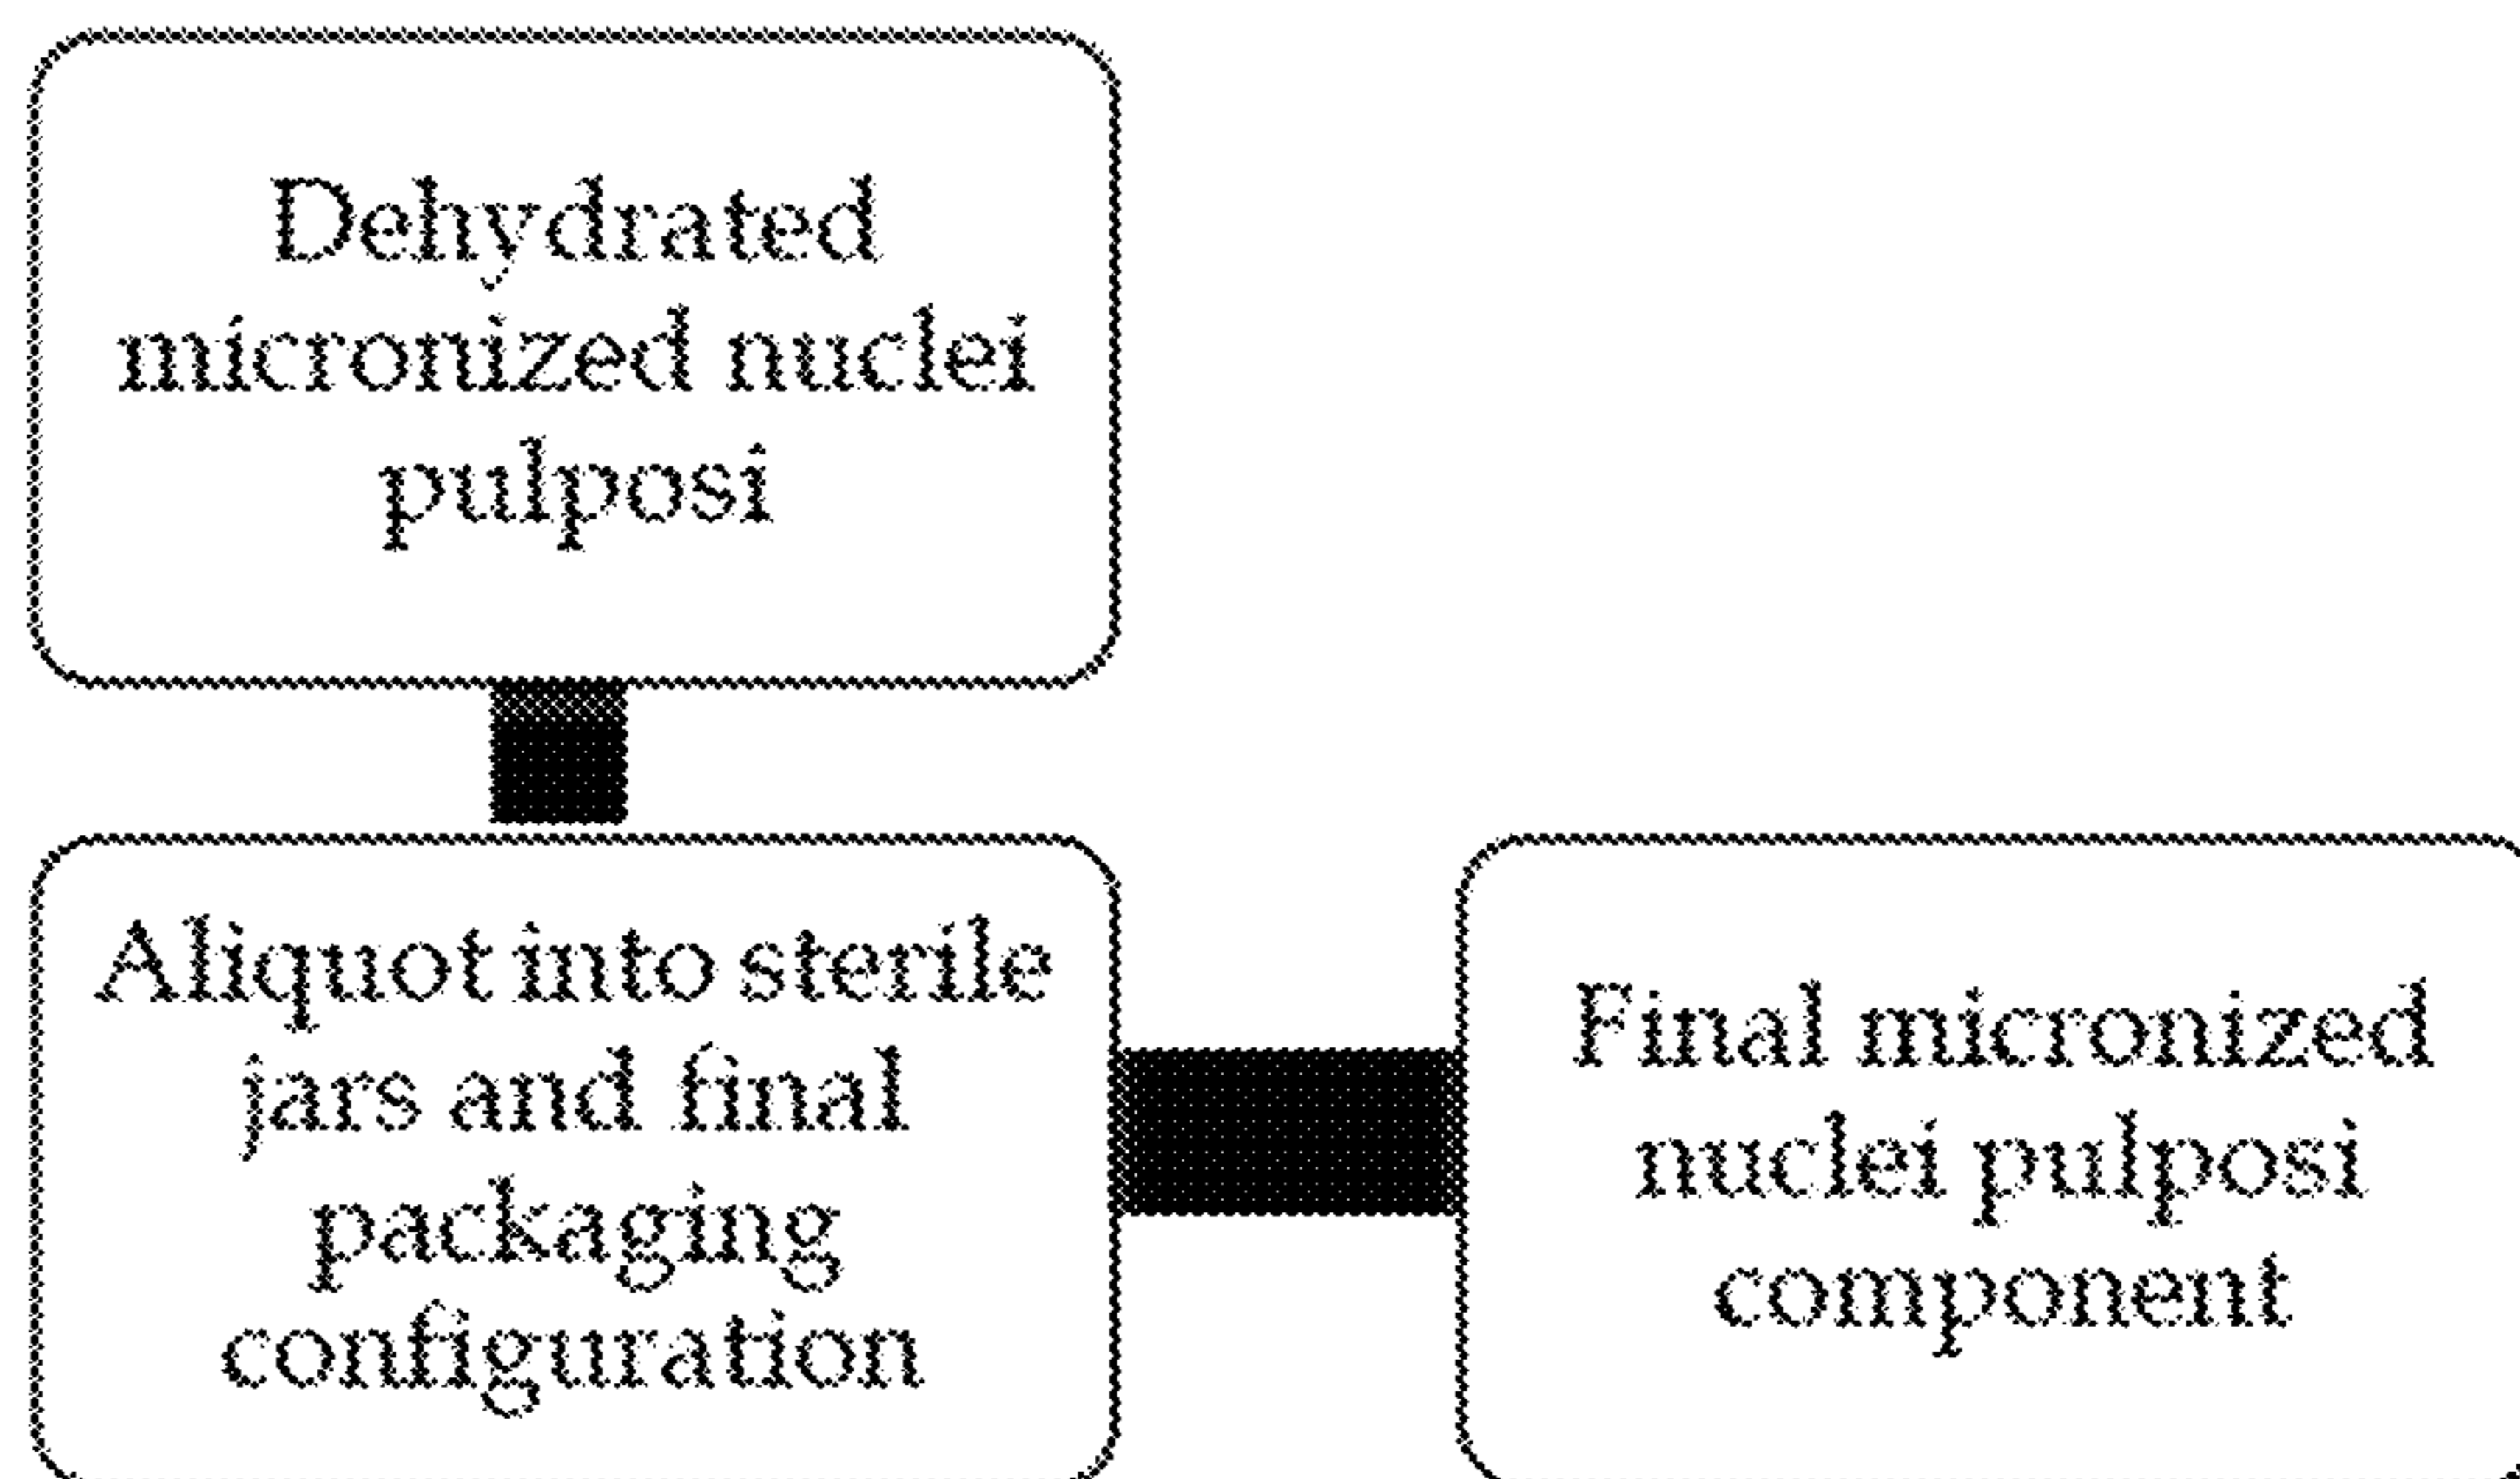 Dehydrated
micronized nuclei
pulposi
Aliquot into sterile
jars and final
packaging
configuration
Final micronized
nuclei pulposi
component